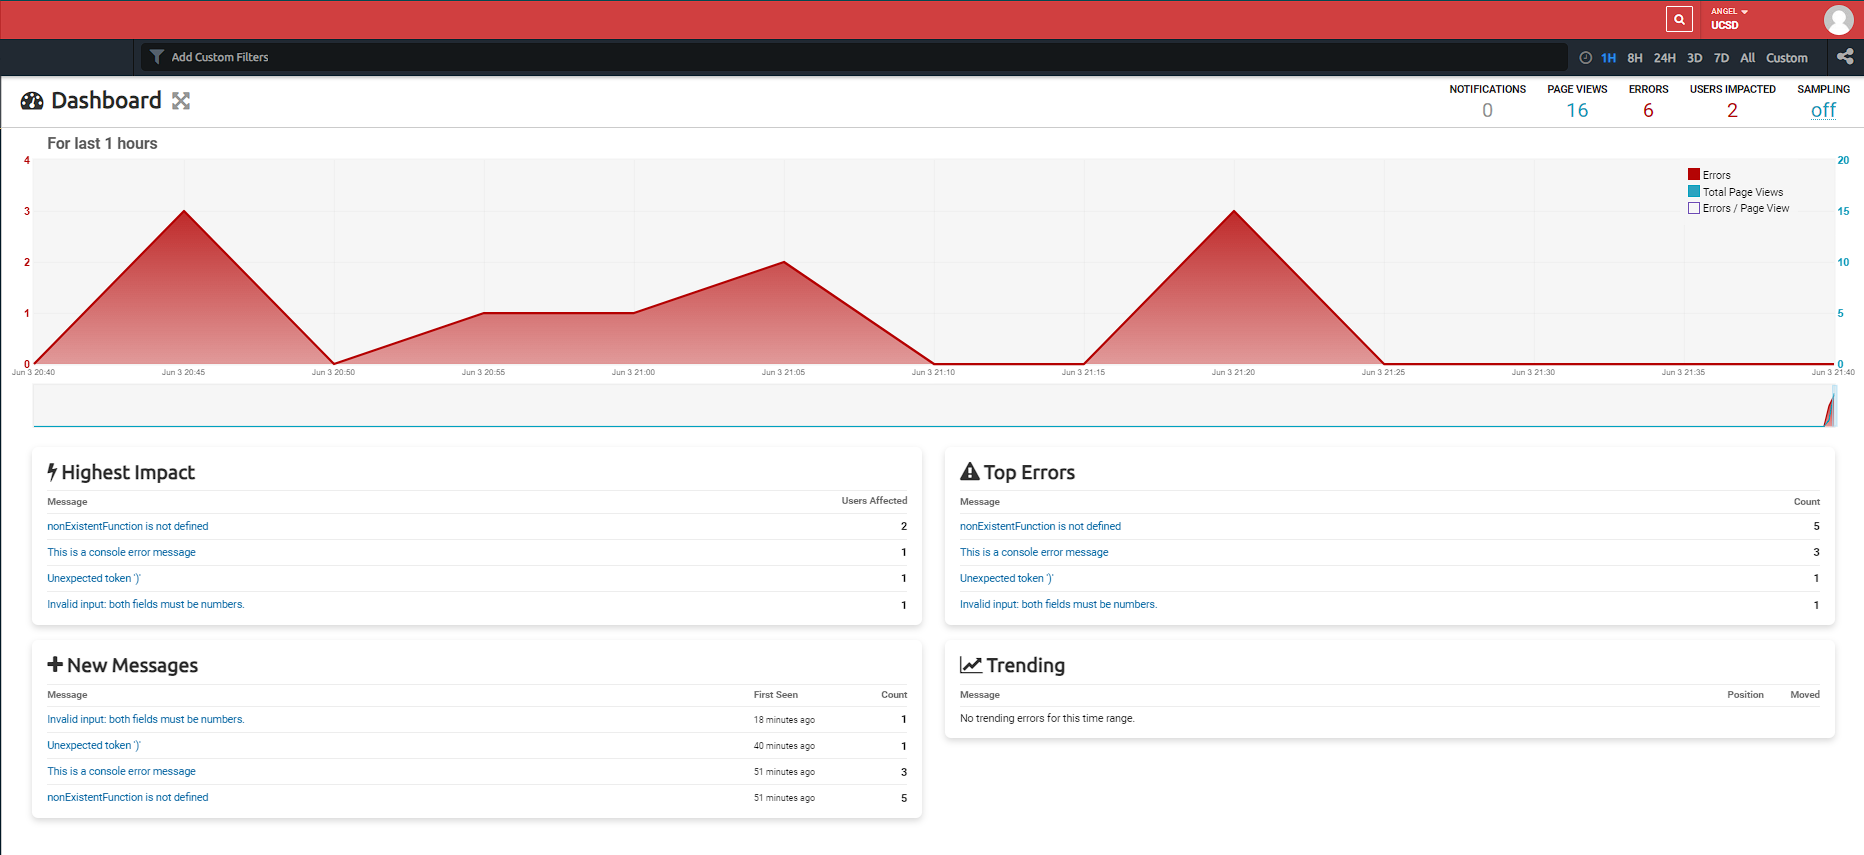 ANGEL
UCSD
Add Custom Filters
1H 8H 24H 3D 7D All Custom
Dashboard
NOTIFICATIONS PAGE VIEWS ERRORS USERS IMPACTED SAMPLING
0 16 6 2 off
For last 1 hours
4
3
2
1
0
20
15
10
5
0
Errors
Total Page Views
Errors / Page View
Jun 3 20:40 Jun 3 20:45 Jun 3 20:50 Jun 3 20:55 Jun 3 21:00 Jun 3 21:05 Jun 3 21:10 Jun 3 21:15 Jun 3 21:20 Jun 3 21:25 Jun 3 21:30 Jun 3 21:35 Jun 3 21:40
Highest Impact
Message Users Affected
nonExistentFunction is not defined 2
This is a console error message 1
Unexpected token ')' 1
Invalid input: both fields must be numbers. 1
Top Errors
Message Count
nonExistentFunction is not defined 5
This is a console error message 3
Unexpected token ')' 1
Invalid input: both fields must be numbers. 1
New Messages
Message First Seen Count
Invalid input: both fields must be numbers. 18 minutes ago 1
Unexpected token ')' 40 minutes ago 1
This is a console error message 51 minutes ago 3
nonExistentFunction is not defined 51 minutes ago 5
Trending
Message Position Moved
No trending errors for this time range.